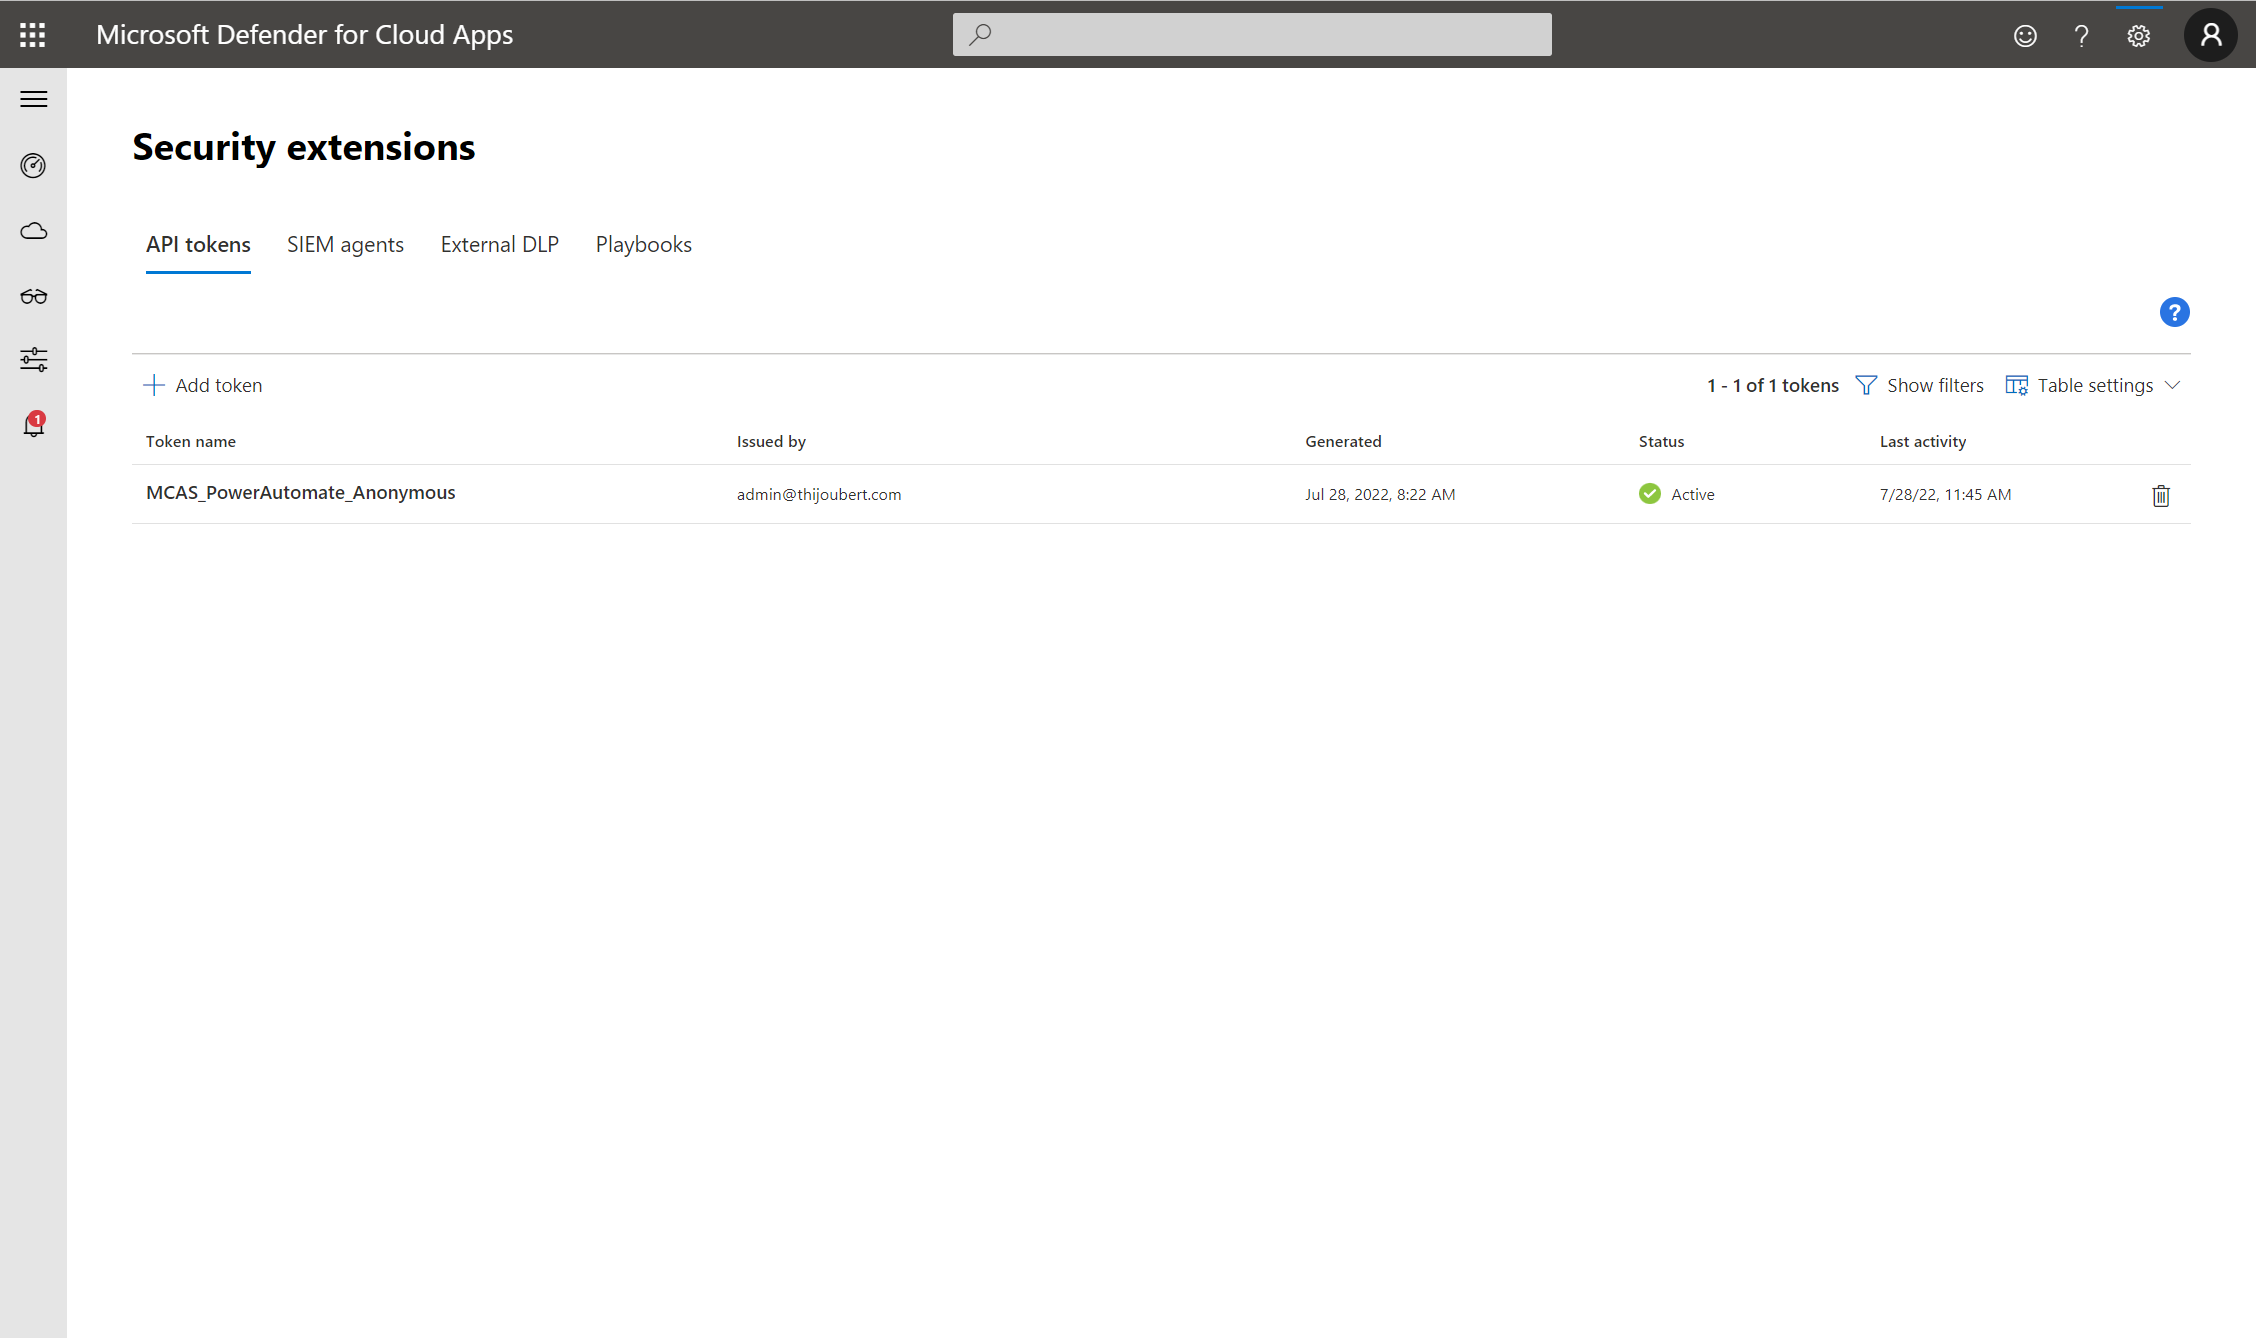 Microsoft Defender for Cloud Apps
?
Security extensions
API tokens SIEM agents External DLP Playbooks
?
Add token 1 - 1 of 1 tokens Show filters Table settings
1
Token name Issued by Generated Status Last activity
MCAS_PowerAutomate_Anonymous admin@thijoubert.com Jul 28, 2022, 8:22 AM Active 7/28/22, 11:45 AM